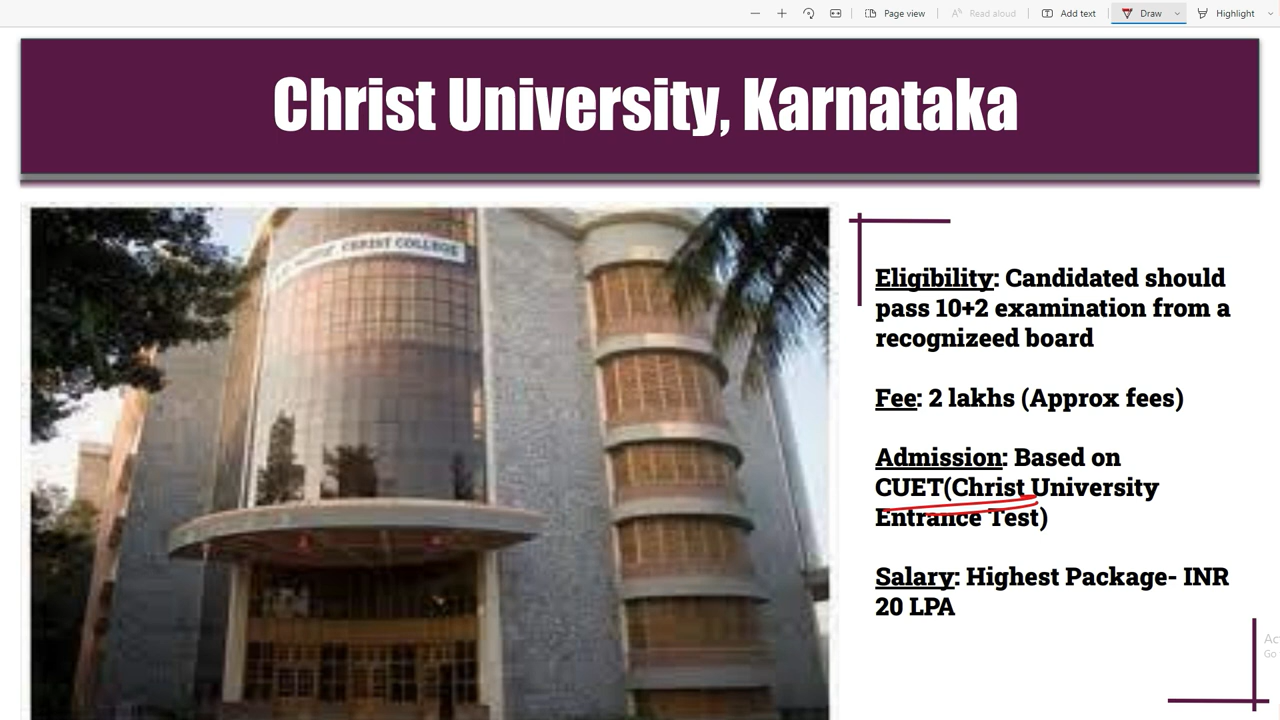 Page view
Read aloud
Add text
Draw
Highlight
Christ University, Karnataka
CHRIST COLLEGE
Eligibility: Candidated should
pass 10+2 examination from a
recognizeed board
Fee: 2 lakhs (Approx fees)
Admission: Based on
CUET(Christ University
Entrance Test)
Salary: Highest Package- INR
20 LPA
Ac
Go